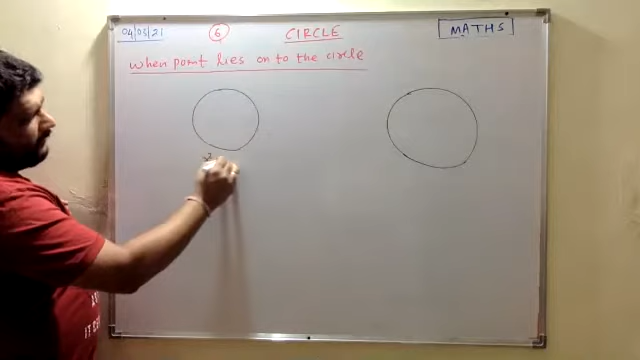 04/05/21
6
CIRCLE
MATHS
When point lies on to the circle